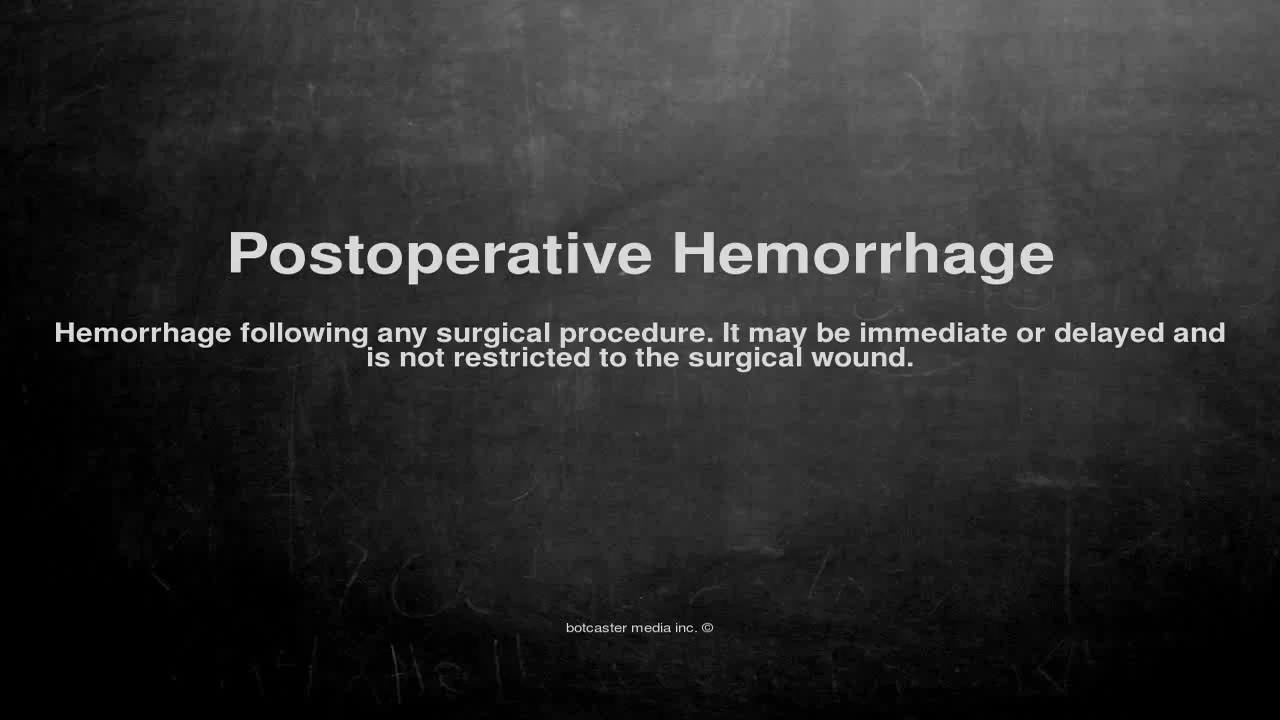 Postoperative Hemorrhage
Hemorrhage following any surgical procedure. It may be immediate or delayed and
is not restricted to the surgical wound.
botcaster media inc. ©